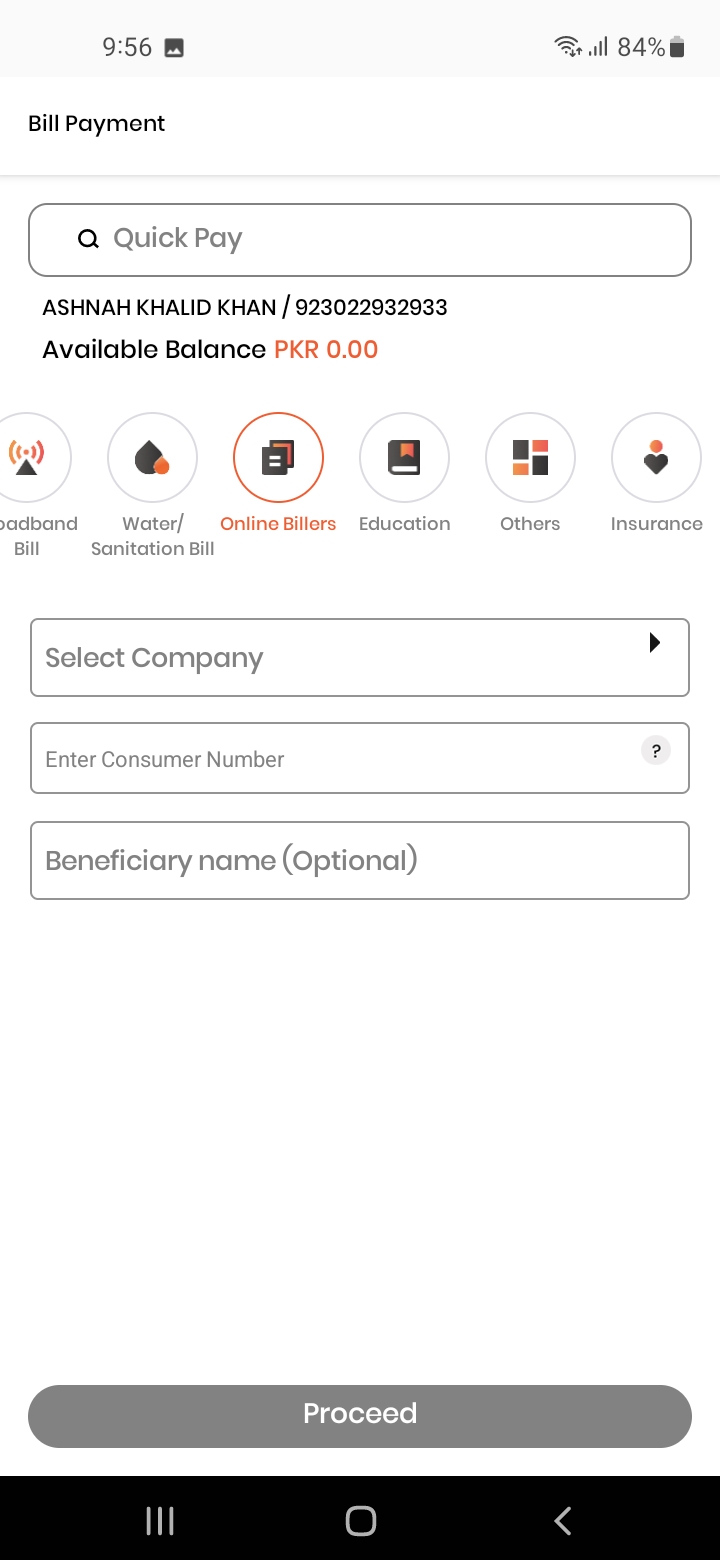 9:56
84%
Bill Payment
Quick Pay
ASHNAH KHALID KHAN / 923022932933
Available Balance PKR 0.00
oadband
Bill
Water/
Sanitation Bill
Online Billers
Education
Others
Insurance
Select Company
Enter Consumer Number
?
Beneficiary name (Optional)
Proceed